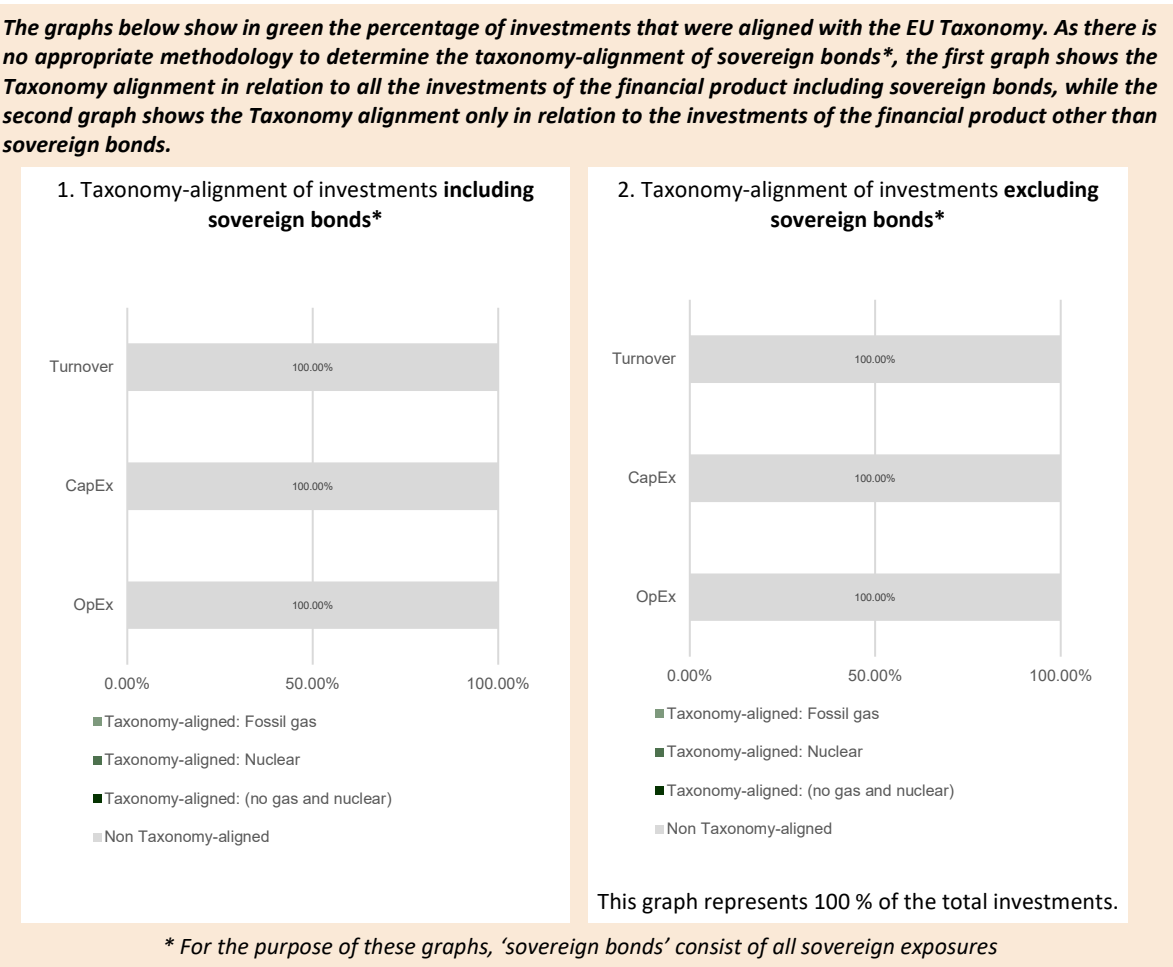 The graphs below show in green the percentage of investments that were aligned with the EU Taxonomy. As there is
no appropriate methodology to determine the taxonomy-alignment of sovereign bonds*, the first graph shows the
Taxonomy alignment in relation to all the investments of the financial product including sovereign bonds, while the
second graph shows the Taxonomy alignment only in relation to the investments of the financial product other than
sovereign bonds.
1. Taxonomy-alignment of investments including
sovereign bonds*
Turnover
100.00%
CapEx
100.00%
OpEx
100.00%
0.00% 50.00% 100.00%
Taxonomy-aligned: Fossil gas
Taxonomy-aligned: Nuclear
Taxonomy-aligned: (no gas and nuclear)
Non Taxonomy-aligned
2. Taxonomy-alignment of investments excluding
sovereign bonds*
Turnover
100.00%
CapEx
100.00%
OpEx
100.00%
0.00% 50.00% 100.00%
Taxonomy-aligned: Fossil gas
Taxonomy-aligned: Nuclear
Taxonomy-aligned: (no gas and nuclear)
Non Taxonomy-aligned
This graph represents 100 % of the total investments.
* For the purpose of these graphs, ‘sovereign bonds’ consist of all sovereign exposures